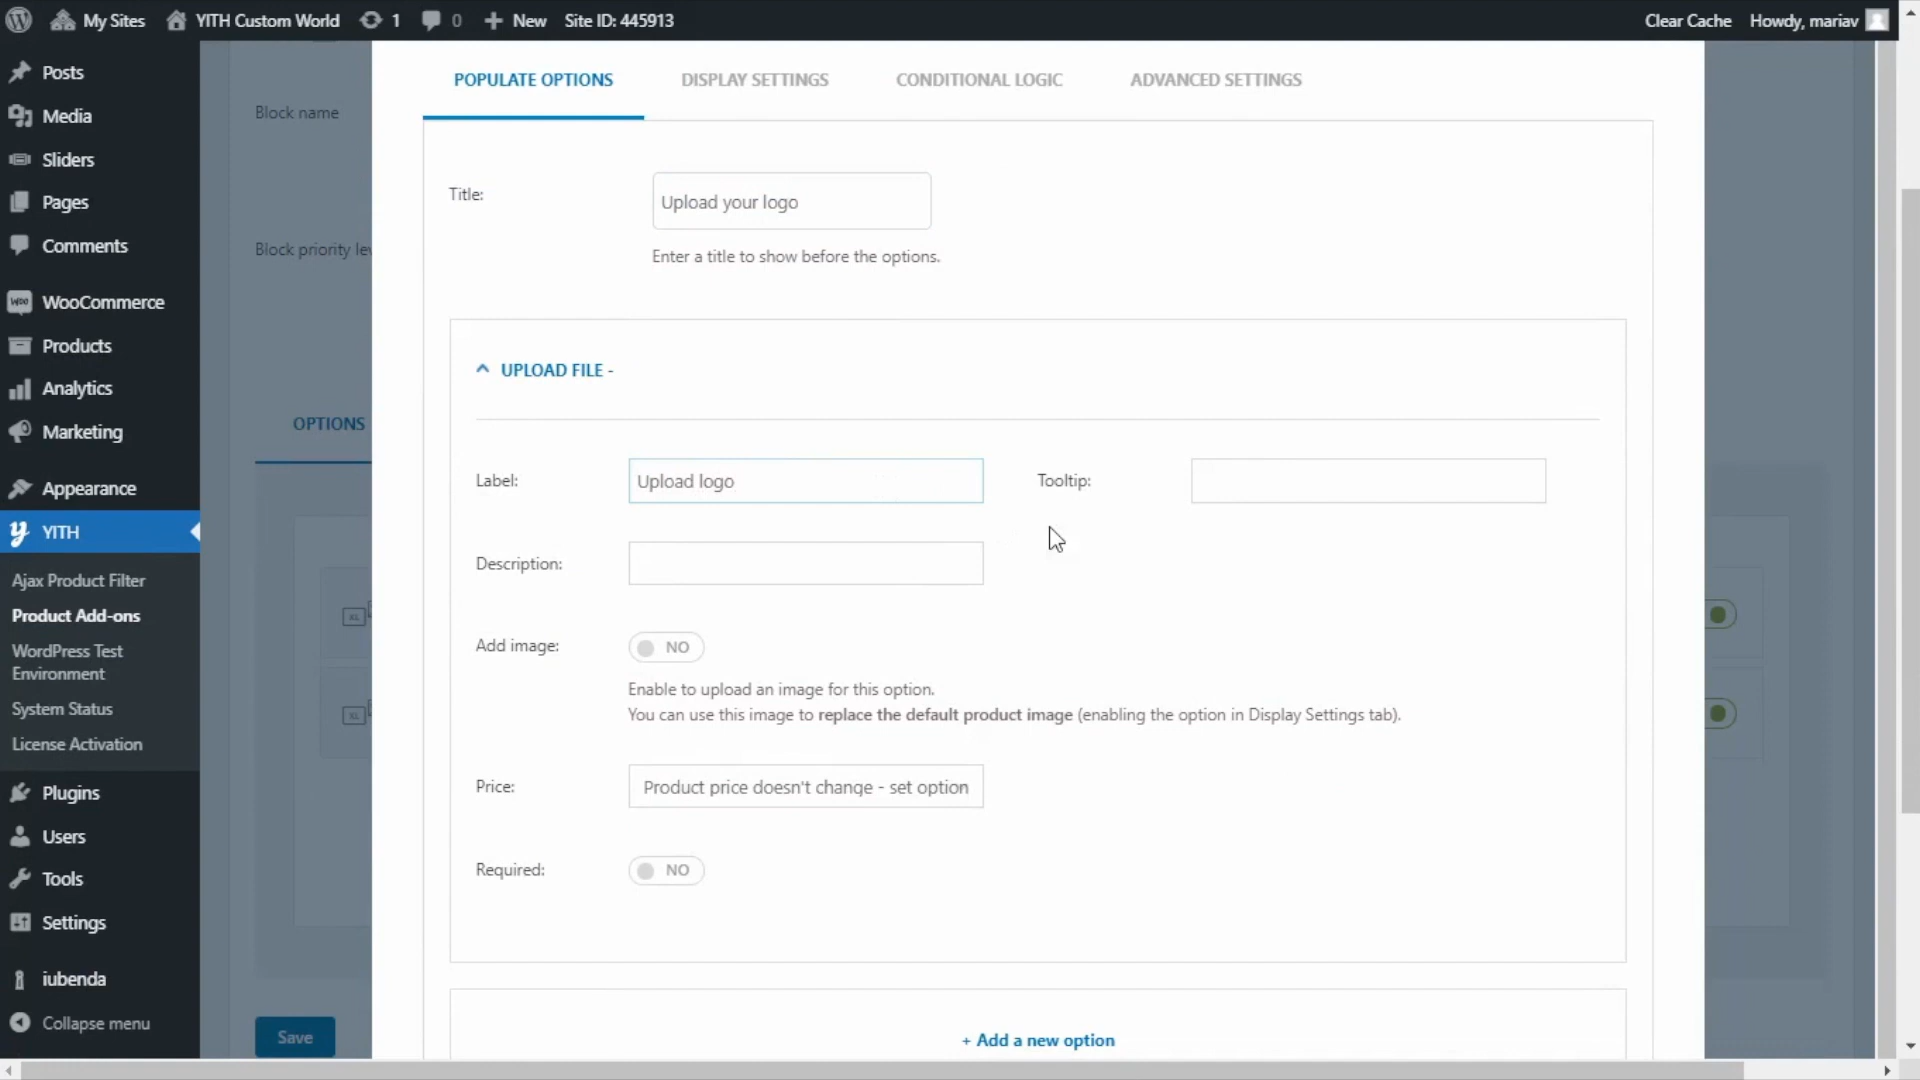 My Sites
YITH Custom World
1
0
New
Site ID: 445913
Clear Cache
Howdy, mariav
Posts
Media
Sliders
Pages
Comments
WooCommerce
Products
Analytics
Marketing
Appearance
YITH
Ajax Product Filter
Product Add-ons
WordPress Test
Environment
System Status
License Activation
Plugins
Users
Tools
Settings
iubenda
Collapse menu
Block name
Block priority lev
OPTIONS
XL
XL
Save
POPULATE OPTIONS
DISPLAY SETTINGS
CONDITIONAL LOGIC
ADVANCED SETTINGS
Title:
Upload your logo
Enter a title to show before the options.
UPLOAD FILE -
Label:
Upload logo
Tooltip:
Description:
Add image:
NO
Enable to upload an image for this option.
You can use this image to replace the default product image (enabling the option in Display Settings tab).
Price:
Product price doesn't change - set option
Required:
NO
+ Add a new option